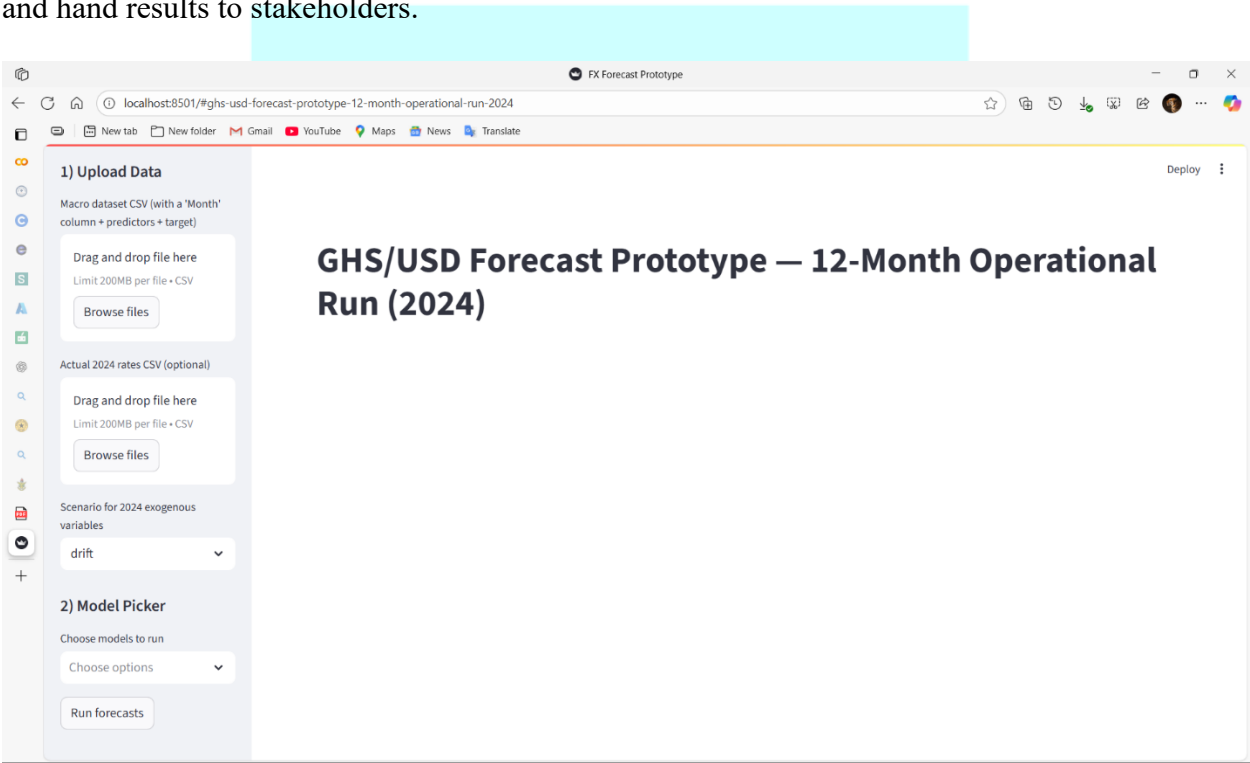 and hand results to stakeholders.
FX Forecast Prototype
localhost:8501/#ghs-usd-forecast-prototype-12-month-operational-run-2024
New tab New folder Gmail YouTube Maps News Translate
Deploy
1) Upload Data
Macro dataset CSV (with a 'Month'
column + predictors + target)
Drag and drop file here
Limit 200MB per file • CSV
Browse files
Actual 2024 rates CSV (optional)
Drag and drop file here
Limit 200MB per file • CSV
Browse files
Scenario for 2024 exogenous
variables
drift
2) Model Picker
Choose models to run
Choose options
Run forecasts
GHS/USD Forecast Prototype — 12-Month Operational
Run (2024)